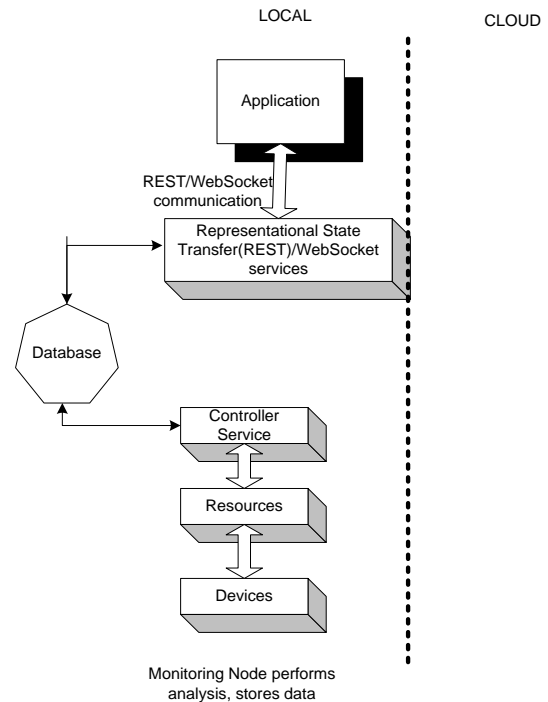 LOCAL
CLOUD
Application
REST/WebSocket
communication
Representational State
Transfer(REST)/WebSocket
services
Database
Controller
Service
Resources
Devices
Monitoring Node performs
analysis, stores data